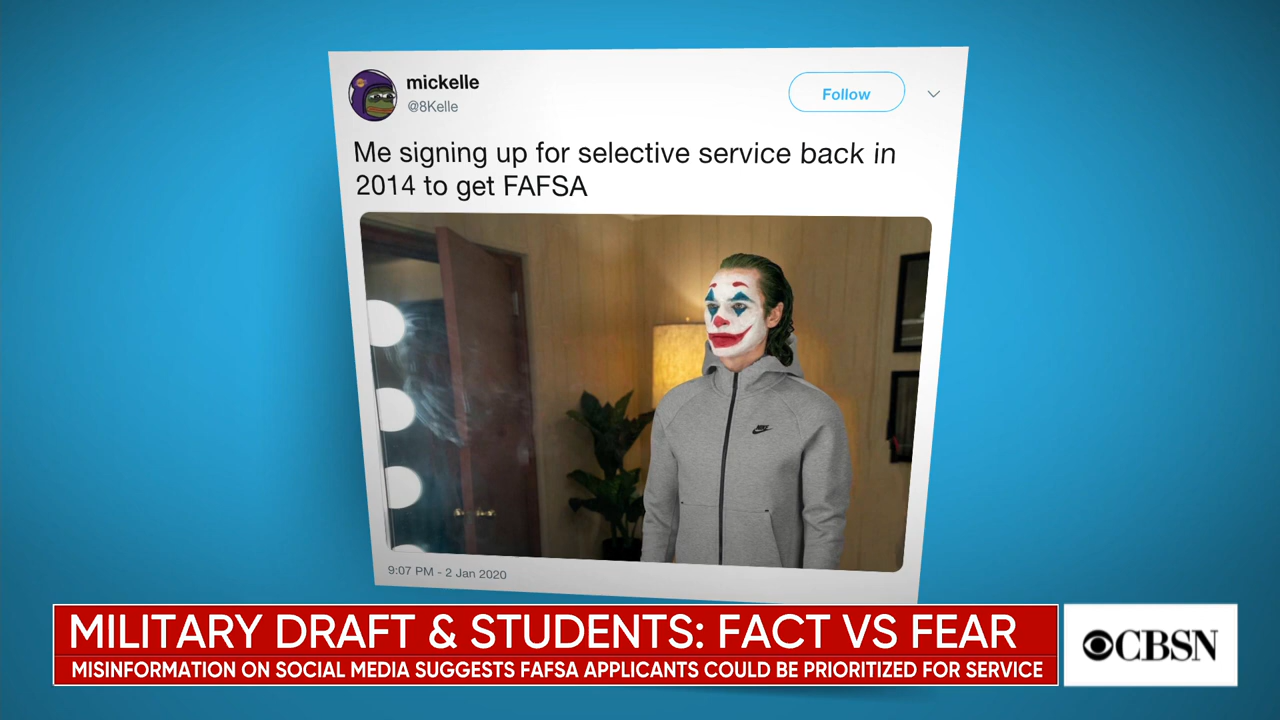 mickelle
@8Kelle
Follow
Me signing up for selective service back in
2014 to get FAFSA
9:07 PM - 2 Jan 2020
MILITARY DRAFT & STUDENTS: FACT VS FEAR
MISINFORMATION ON SOCIAL MEDIA SUGGESTS FAFSA APPLICANTS COULD BE PRIORITIZED FOR SERVICE
CBSN